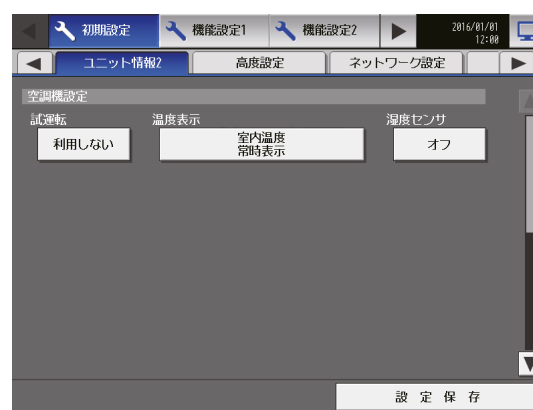 初期設定 機能設定1 機能設定2 2016/01/01
12:00
ユニット情報2 高度設定 ネットワーク設定
空調機設定
試運転 温度表示 湿度センサ
利用しない 室内温度 オフ
常時表示
設定保存